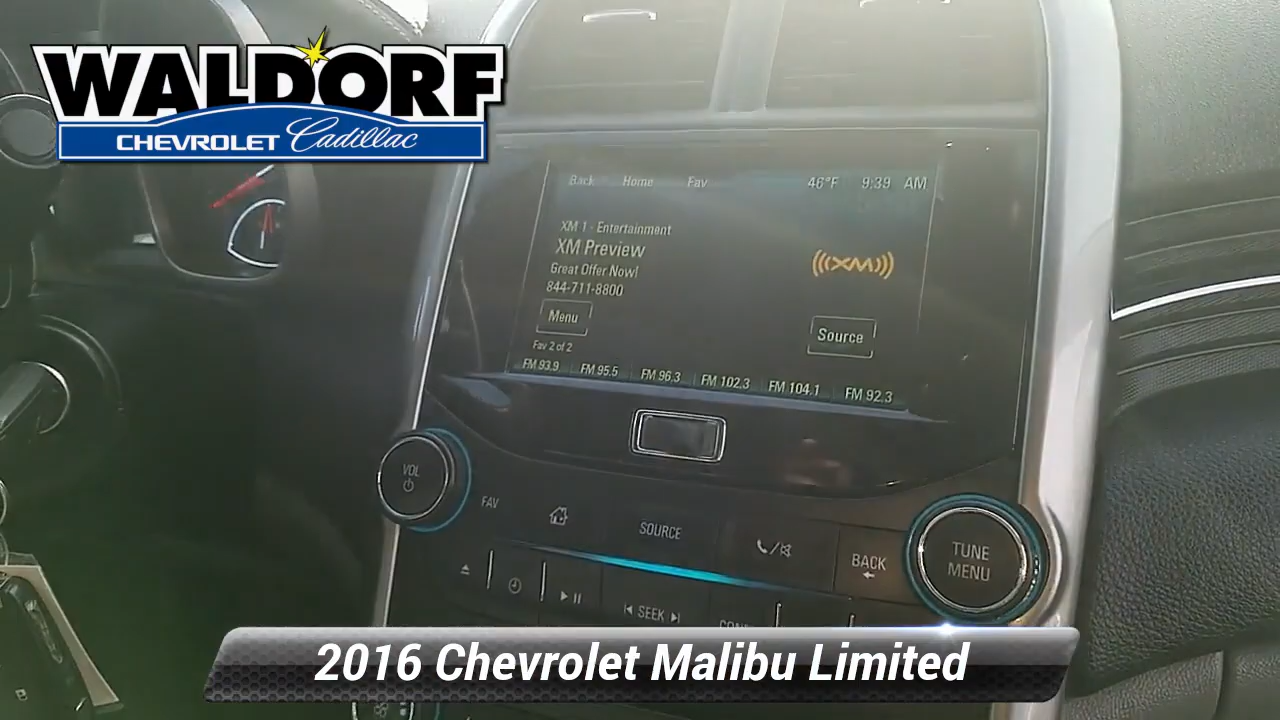 WALDORF
CHEVROLET Cadillac
Back Home Fav 46°F 9:39 AM
XM 1 - Entertainment
XM Preview
Great Offer Now!
844-711-8800
((XM))
Menu
Source
Fav 2 of 2
FM 93.9 FM 95.5 FM 96.3 FM 102.3 FM 104.1 FM 92.3
VOL
FAV
SOURCE
BACK
TUNE
MENU
SEEK
2016 Chevrolet Malibu Limited